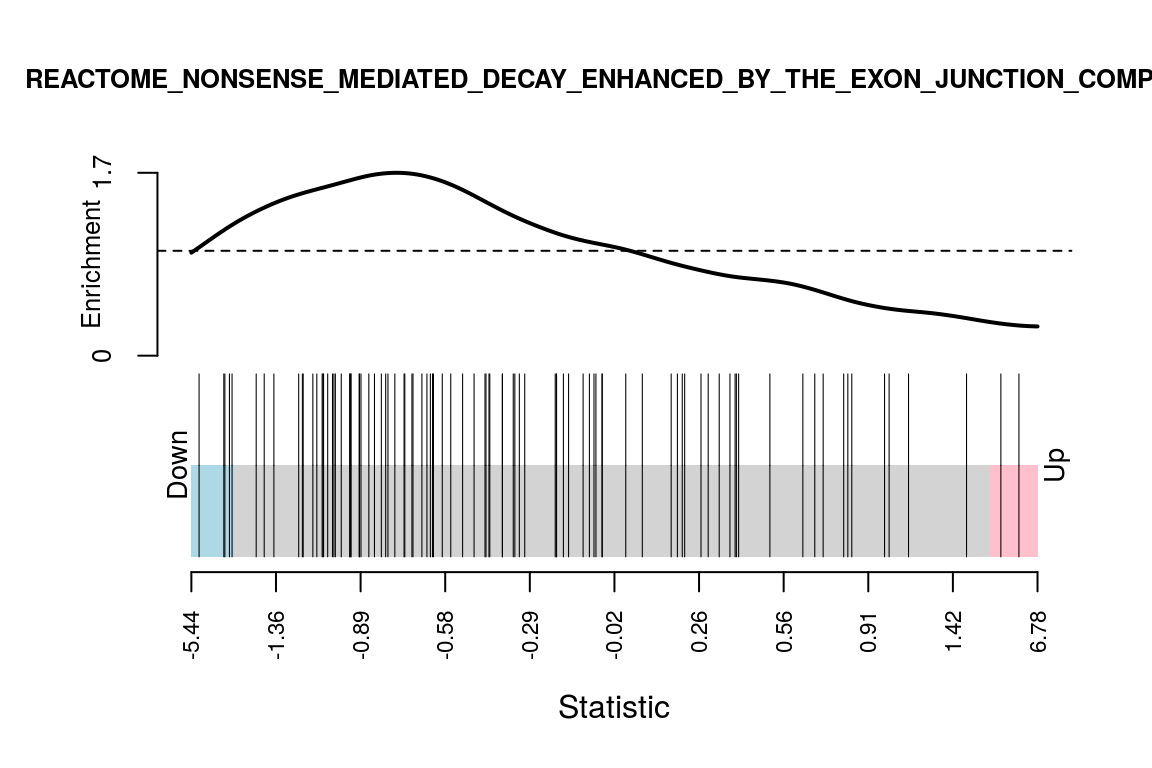 REACTOME_NONSENSE_MEDIATED_DECAY_ENHANCED_BY_THE_EXON_JUNCTION_COMP
Enrichment
1.7
0
Down
Up
-5.44 -1.36 -0.89 -0.58 -0.29 -0.02 0.26 0.56 0.91 1.42 6.78
Statistic